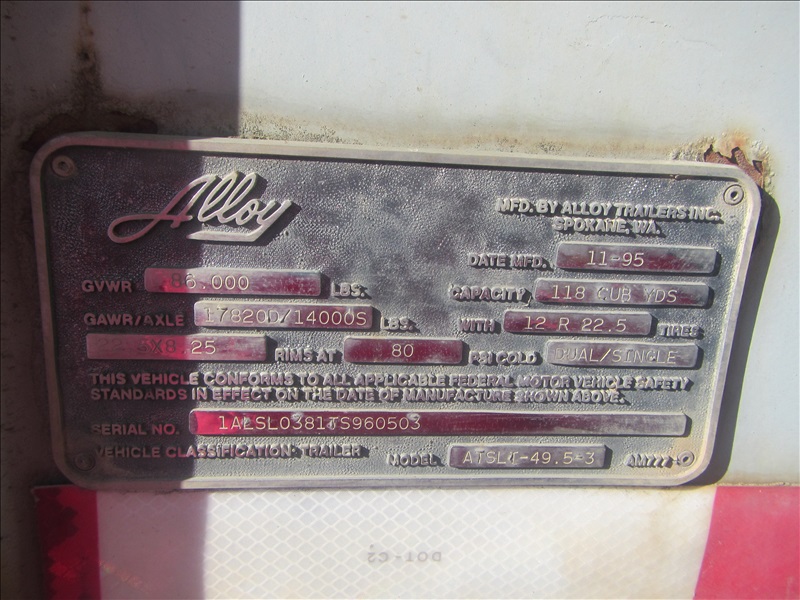 Alloy
MFD. BY ALLOY TRAILERS INC.
SPOKANE, WA.
DATE MFD. 11-95
GVWR 86.000 LBS. CAPACITY 118 CUB YDS
GAWR/AXLE 17820D/14000S LBS. WITH 12 R 22.5 TIRES
X8.25 RIMS AT 80 PSI COLD DUAL/SINGLE
THIS VEHICLE CONFORMS TO ALL APPLICABLE FEDERAL MOTOR VEHICLE SAFETY
STANDARDS IN EFFECT ON THE DATE OF MANUFACTURE SHOWN ABOVE.
SERIAL NO. 1ALSL0381TS960503
VEHICLE CLASSIFICATION: TRAILER MODEL ATSLT-49.5-3
DOT-C2